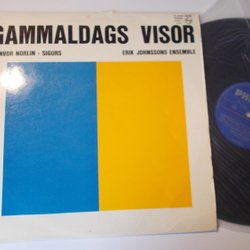 GAMMALDAGS VISOR
NVOR NORLIN - SIGURS ERIK JOHNSSONS ENSEMBLE